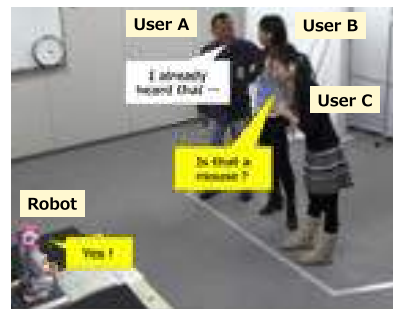 User A
User B
I already
heard that ...
User C
Is that a
mouse ?
Robot
Yes !